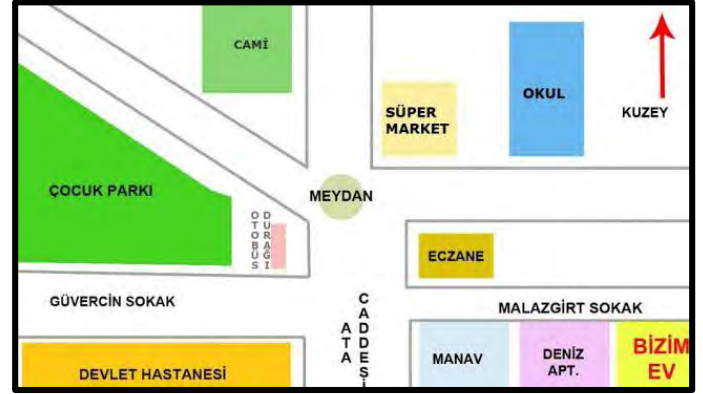 CAMİ
OKUL
SÜPER
MARKET
KUZEY
ÇOCUK PARKI
MEYDAN
OTOBÜS
DURAĞI
ECZANE
GÜVERCİN SOKAK
ATA
CADDESİ
MALAZGİRT SOKAK
DEVLET HASTANESİ
MANAV
DENİZ
APT.
BİZİM
EV